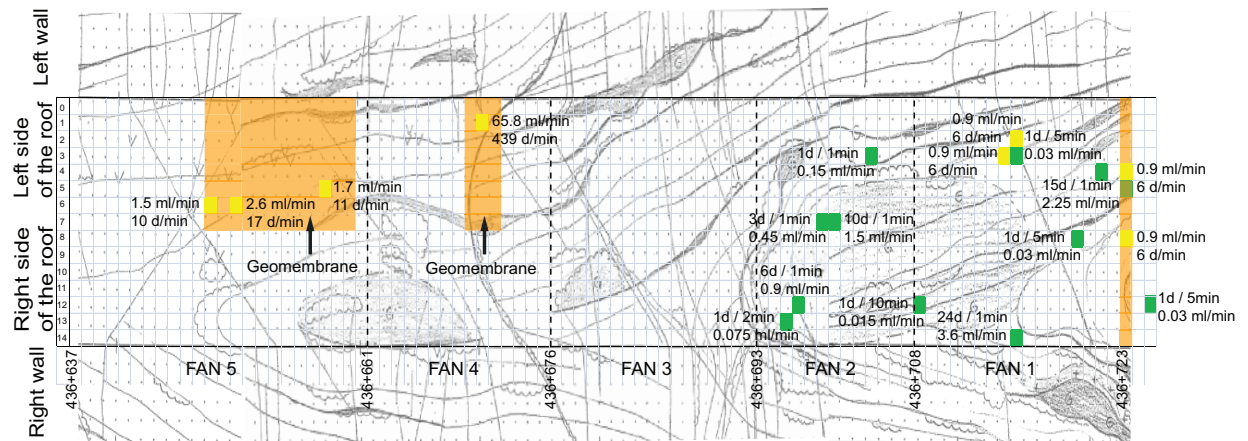 Left wall
Left side
of the roof
Right side
of the roof
Right wall
0
1
2
3
4
5
6
7
8
9
10
11
12
13
14
65.8 ml/min
439 d/min
1.7 ml/min
11 d/min
1.5 ml/min
10 d/min
2.6 ml/min
17 d/min
Geomembrane
Geomembrane
0.9 ml/min
6 d/min
1d / 5min
0.03 ml/min
0.9 ml/min
6 d/min
1d / 1min
0.15 ml/min
0.9 ml/min
6 d/min
15d / 1min
2.25 ml/min
3d / 1min
0.45 ml/min
10d / 1min
1.5 ml/min
1d / 5min
0.03 ml/min
0.9 ml/min
6 d/min
6d / 1min
0.9 ml/min
1d / 2min
0.075 ml/min
1d / 10min
0.015 ml/min
24d / 1min
3.6 ml/min
1d / 5min
0.03 ml/min
FAN 5
FAN 4
FAN 3
FAN 2
FAN 1
436+637
436+661
436+676
436+693
436+708
436+723
G
G